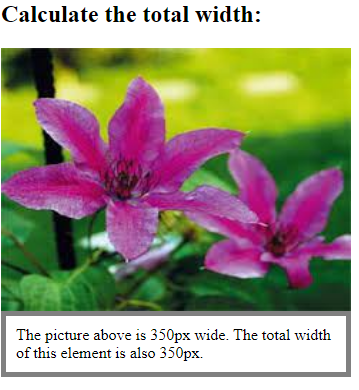 Calculate the total width:
The picture above is 350px wide. The total width
of this element is also 350px.